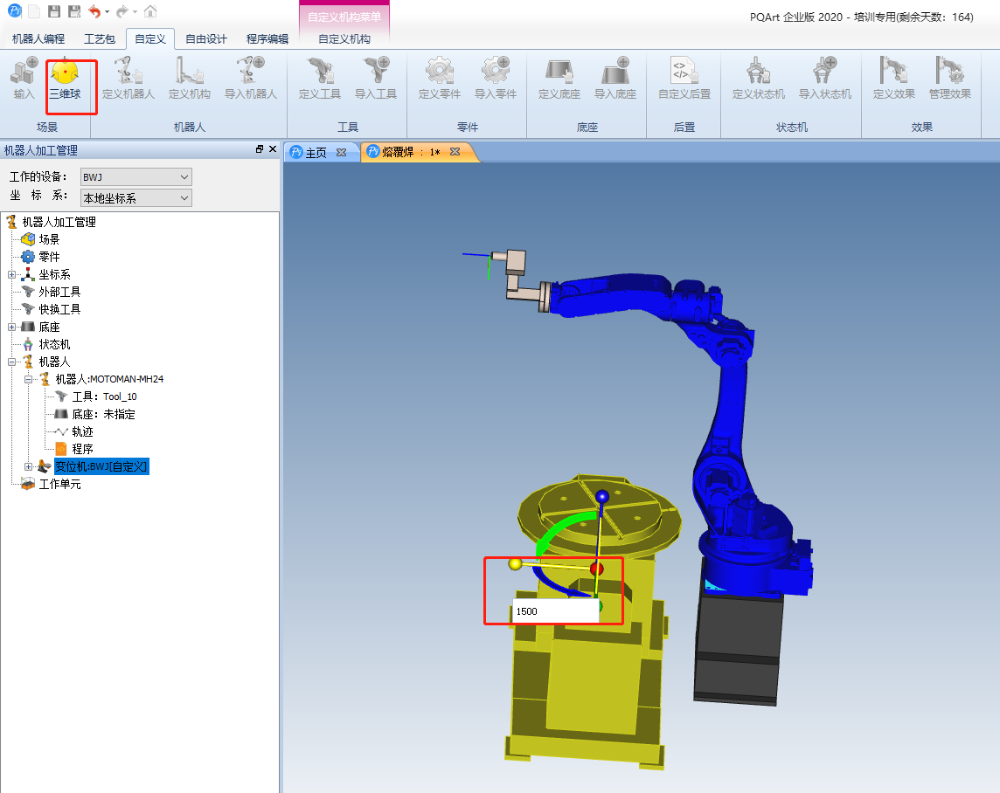 自定义机构菜单
PQArt 企业版 2020 - 培训专用(剩余天数: 164)
机器人编程 工艺包 自定义 自由设计 程序编辑 自定义机构
输入 三维球 定义机器人 定义机构 导入机器人 定义工具 导入工具 定义零件 导入零件 定义底座 导入底座 自定义后置 定义状态机 导入状态机 定义效果 管理效果
场景 机器人 工具 零件 底座 后置 状态机 效果
机器人加工管理
主页 熔覆焊 : 1*
工作的设备: BWJ
坐 标 系: 本地坐标系
机器人加工管理
场景
零件
坐标系
外部工具
快换工具
底座
状态机
机器人
机器人:MOTOMAN-MH24
工具: Tool_10
底座: 未指定
轨迹
程序
变位机:BWJ[自定义]
工作单元
1500